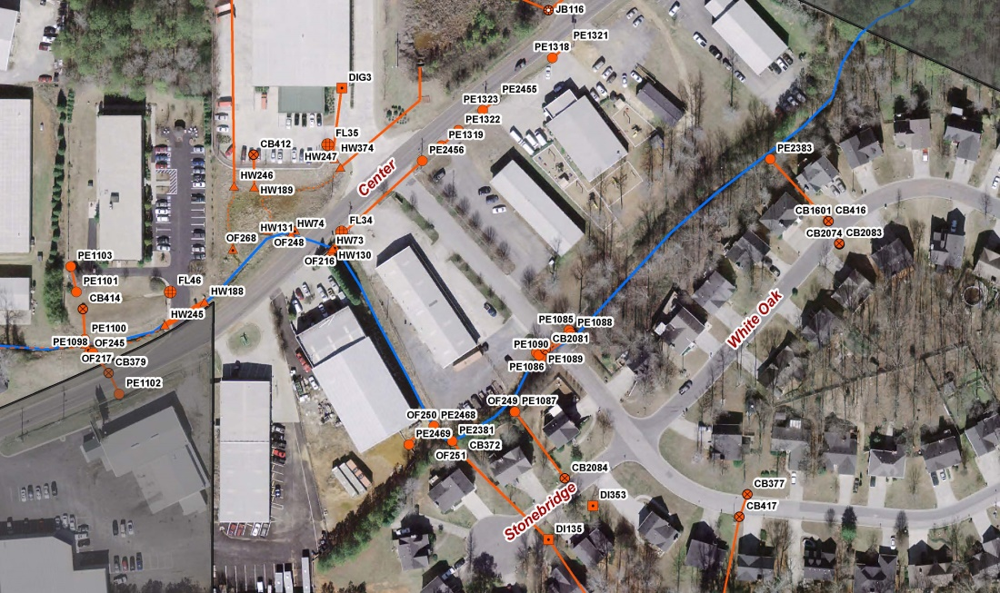 JB116
PE1321
PE1318
DIG3
PE2455
PE1323
PE1322
FL35
PE1319
CB412
HW374
HW247
PE2456
PE2383
HW246
HW189
Center
CB1601
CB416
FL34
HW74
HW131
CB2074
CB2083
OF268
OF248
HW73
HW130
OF216
PE1103
PE1101
FL46
HW188
CB414
HW245
White Oak
PE1085
PE1088
PE1100
CB2081
PE1098
OF245
PE1090
PE1089
OF217
CB379
PE1086
PE1102
OF249
PE1087
OF250
PE2468
PE2469
PE2381
CB372
OF251
CB2084
CB377
DI353
CB417
Stonebridge
DI135